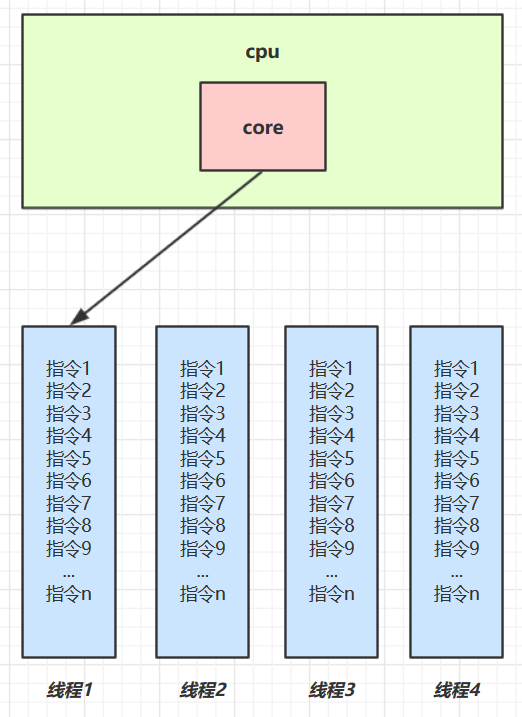 cpu
core
指令1
指令2
指令3
指令4
指令5
指令6
指令7
指令8
指令9
...
指令n
指令1
指令2
指令3
指令4
指令5
指令6
指令7
指令8
指令9
...
指令n
指令1
指令2
指令3
指令4
指令5
指令6
指令7
指令8
指令9
...
指令n
指令1
指令2
指令3
指令4
指令5
指令6
指令7
指令8
指令9
...
指令n
线程1
线程2
线程3
线程4